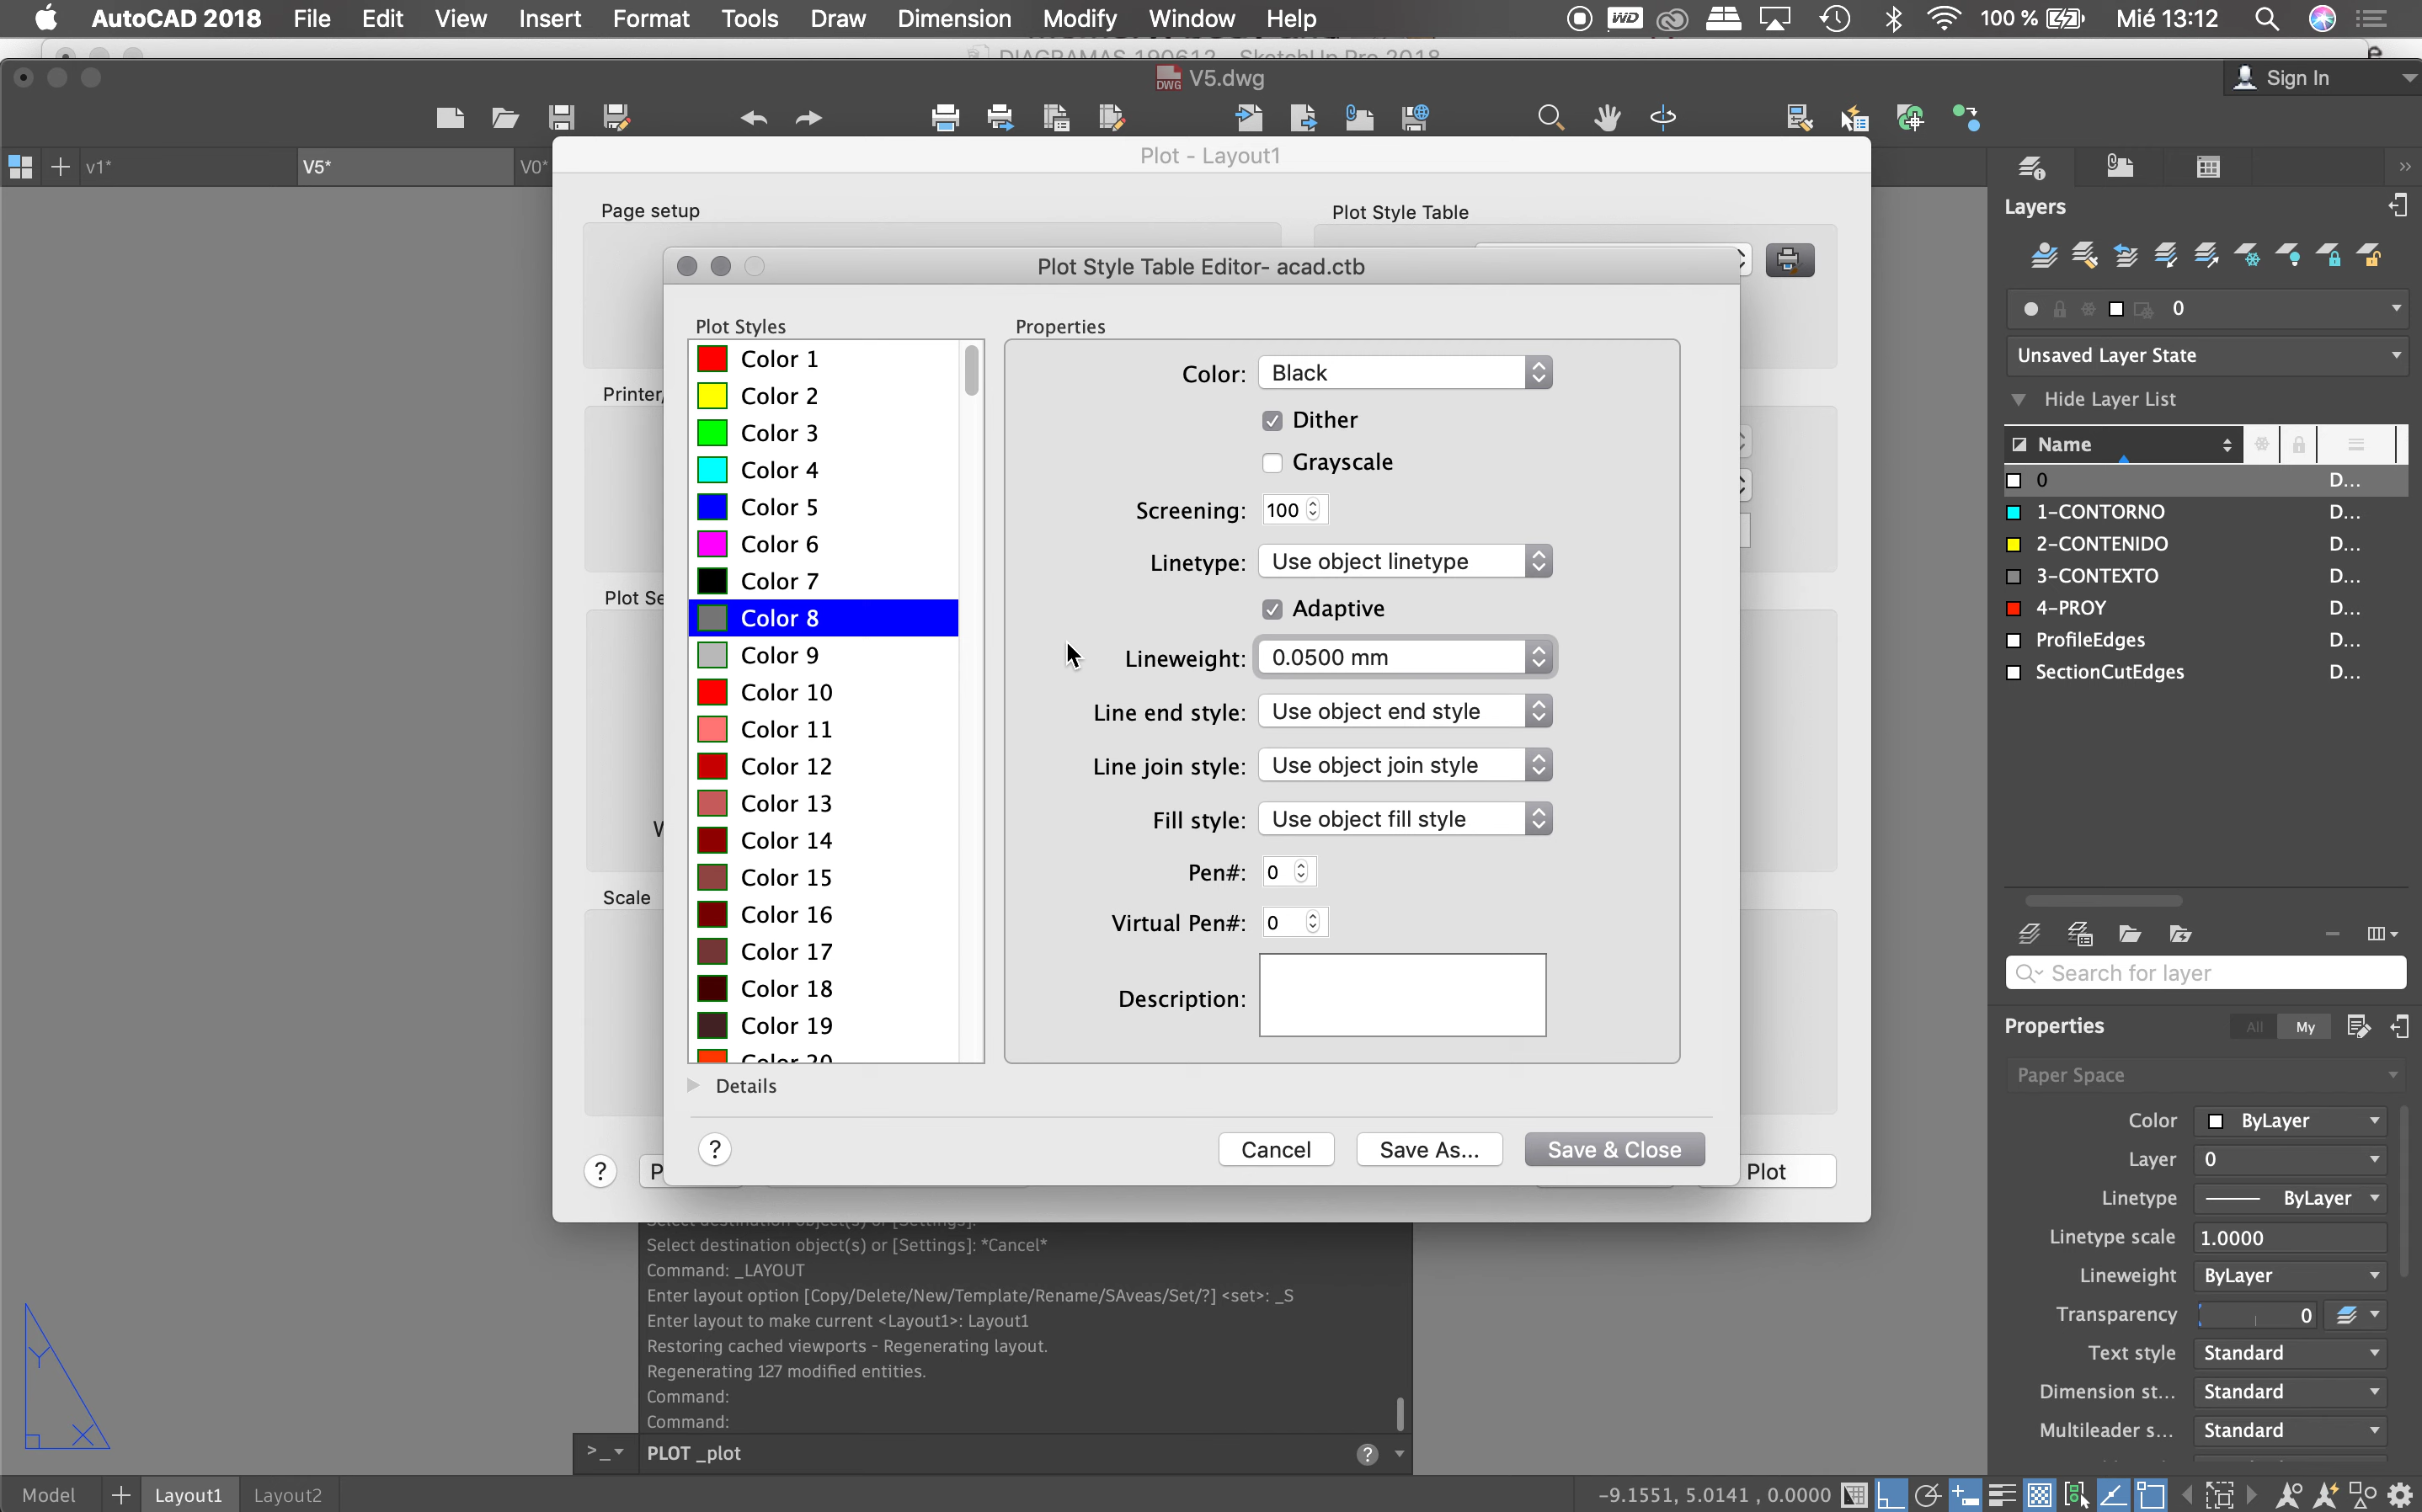 AutoCAD 2018 File Edit View Insert Format Tools Draw Dimension Modify Window Help 100 % Mié 13:12
DIAGRAMAS 190612 - SketchUp Pro 2018
V5.dwg
Sign In
v1*
V5*
V0*
Plot - Layout1
Page setup
Plot Style Table
Plot Style Table Editor- acad.ctb
Plot Styles
Color 1
Color 2
Color 3
Color 4
Color 5
Color 6
Color 7
Color 8
Color 9
Color 10
Color 11
Color 12
Color 13
Color 14
Color 15
Color 16
Color 17
Color 18
Color 19
Color 20
Properties
Color: Black
Dither
Grayscale
Screening: 100
Linetype: Use object linetype
Adaptive
Lineweight: 0.0500 mm
Line end style: Use object end style
Line join style: Use object join style
Fill style: Use object fill style
Pen#: 0
Virtual Pen#: 0
Description:
Details
?
Cancel
Save As...
Save & Close
Printer/
Plot Se
W
Scale
?
P
Plot
Select destination object(s) or [Settings]:
Select destination object(s) or [Settings]: *Cancel*
Command: _LAYOUT
Enter layout option [Copy/Delete/New/Template/Rename/SAveas/Set/?] <set>: _S
Enter layout to make current <Layout1>: Layout1
Restoring cached viewports - Regenerating layout.
Regenerating 127 modified entities.
Command:
Command:
>_ PLOT _plot
Y
X
Model
Layout1
Layout2
-9.1551, 5.0141 , 0.0000
Layers
0
Unsaved Layer State
Hide Layer List
Name
0 D...
1-CONTORNO D...
2-CONTENIDO D...
3-CONTEXTO D...
4-PROY D...
ProfileEdges D...
SectionCutEdges D...
Search for layer
Properties All My
Paper Space
Color ByLayer
Layer 0
Linetype ByLayer
Linetype scale 1.0000
Lineweight ByLayer
Transparency 0
Text style Standard
Dimension st... Standard
Multileader s... Standard